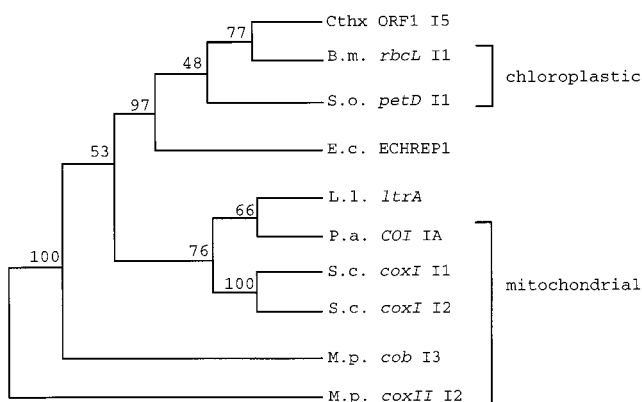 Cthx ORF1 I5
77
B.m. rbcL I1
chloroplastic
48
S.o. petD I1
97
E.c. ECHREP1
53
L.l. ltrA
66
P.a. COI IA
76
S.c. coxI I1
100
mitochondrial
S.c. coxI I2
100
M.p. cob I3
M.p. coxII I2